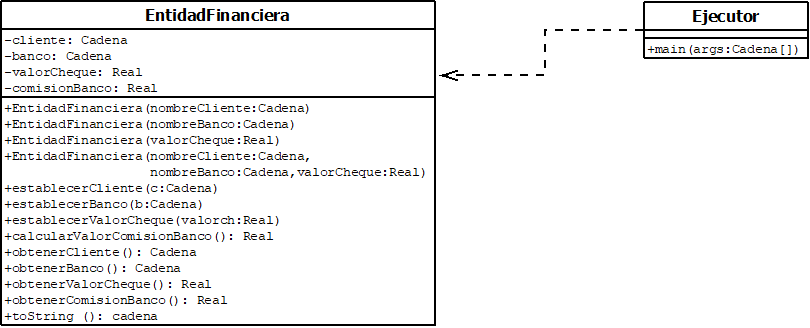 EntidadFinanciera
-cliente: Cadena
-banco: Cadena
-valorCheque: Real
-comisionBanco: Real
+EntidadFinanciera(nombreCliente:Cadena)
+EntidadFinanciera(nombreBanco:Cadena)
+EntidadFinanciera(valorCheque:Real)
+EntidadFinanciera(nombreCliente:Cadena,
nombreBanco:Cadena,valorCheque:Real)
+establecerCliente(c:Cadena)
+establecerBanco(b:Cadena)
+establecerValorCheque(valorch:Real)
+calcularValorComisionBanco(): Real
+obtenerCliente(): Cadena
+obtenerBanco(): Cadena
+obtenerValorCheque(): Real
+obtenerComisionBanco(): Real
+toString (): cadena
Ejecutor
+main(args:Cadena[])